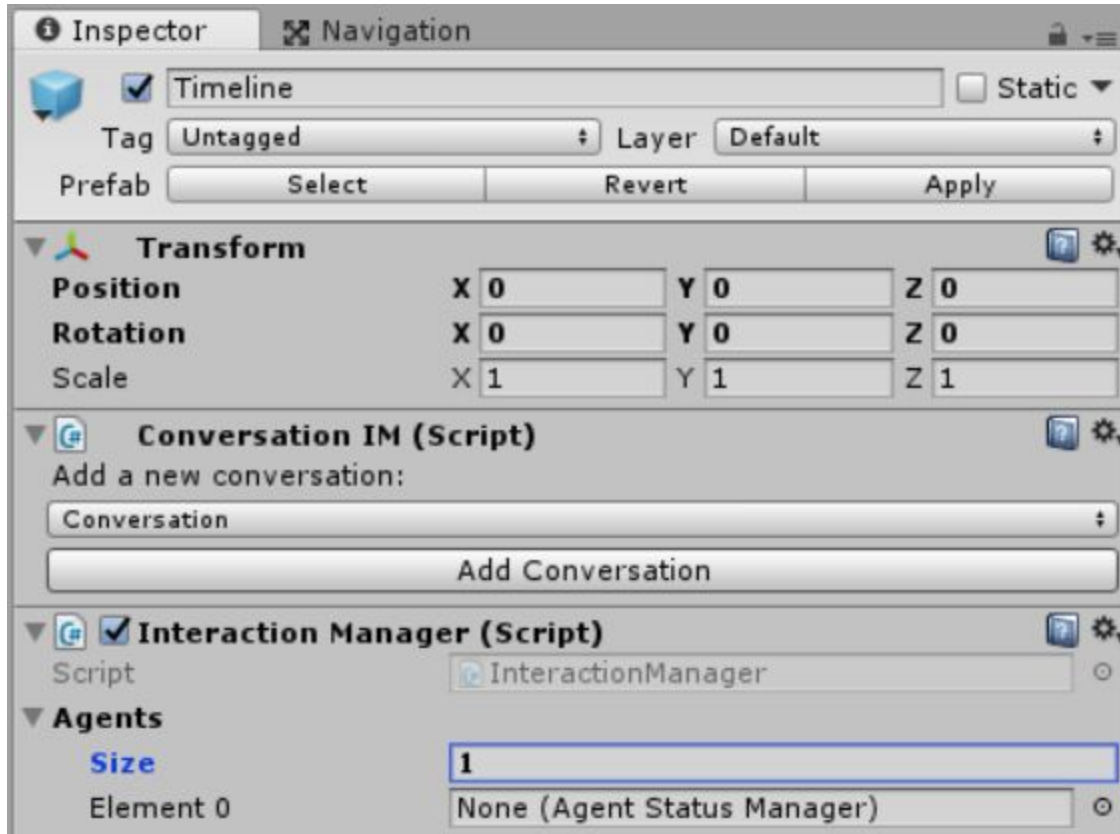 Inspector Navigation
Timeline Static
Tag Untagged Layer Default
Prefab Select Revert Apply
Transform
Position X 0 Y 0 Z 0
Rotation X 0 Y 0 Z 0
Scale X 1 Y 1 Z 1
Conversation IM (Script)
Add a new conversation:
Conversation
Add Conversation
Interaction Manager (Script)
Script InteractionManager
Agents
Size 1
Element 0 None (Agent Status Manager)